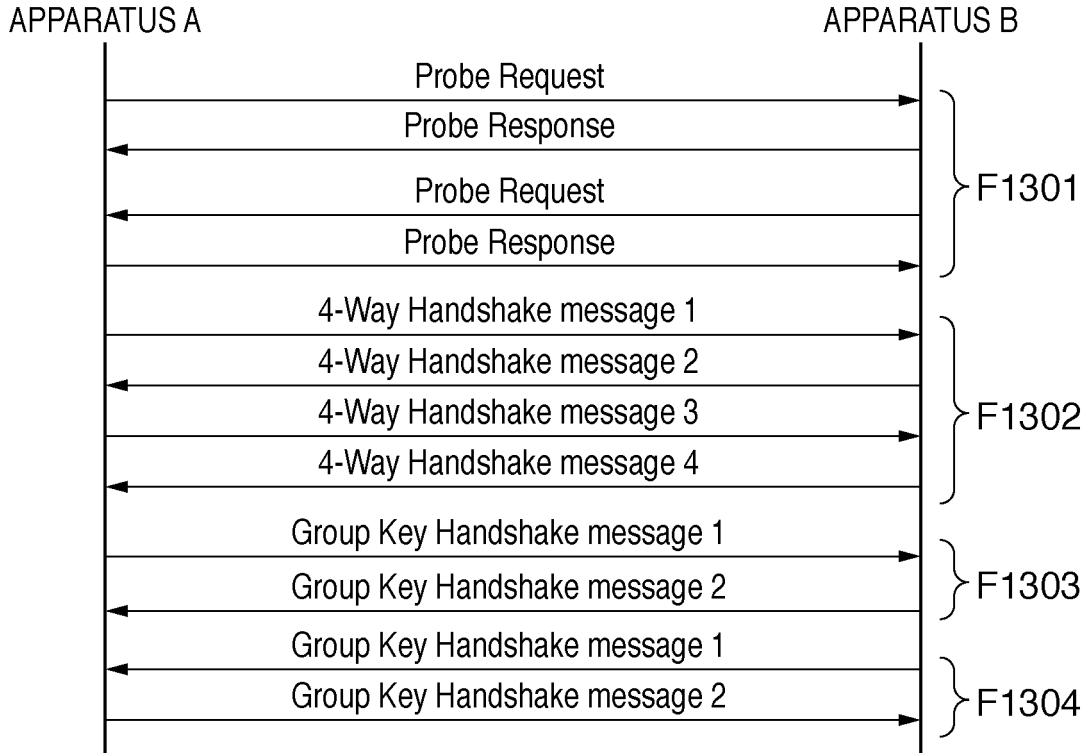 APPARATUS A
APPARATUS B
Probe Request
Probe Response
Probe Request
Probe Response
F1301
4-Way Handshake message 1
4-Way Handshake message 2
4-Way Handshake message 3
4-Way Handshake message 4
F1302
Group Key Handshake message 1
Group Key Handshake message 2
F1303
Group Key Handshake message 1
Group Key Handshake message 2
F1304